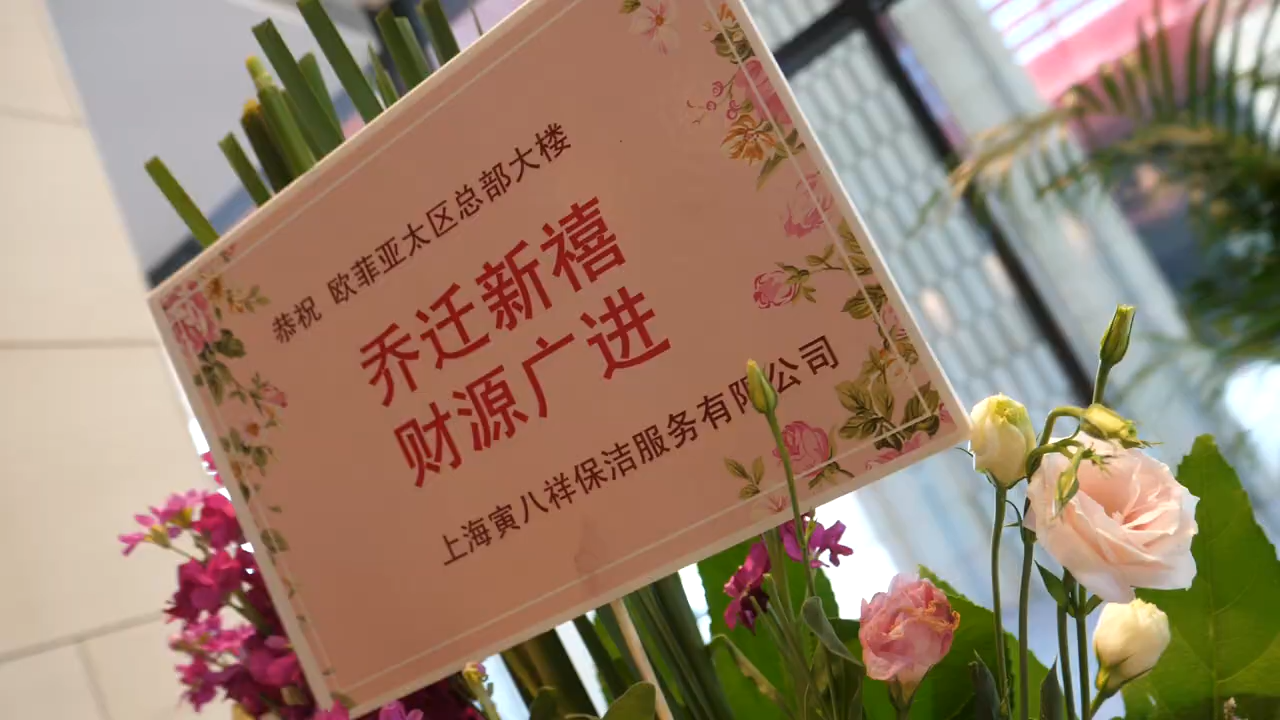 恭祝 欧菲亚太区总部大楼
乔迁新禧
财源广进
上海寅八祥保洁服务有限公司